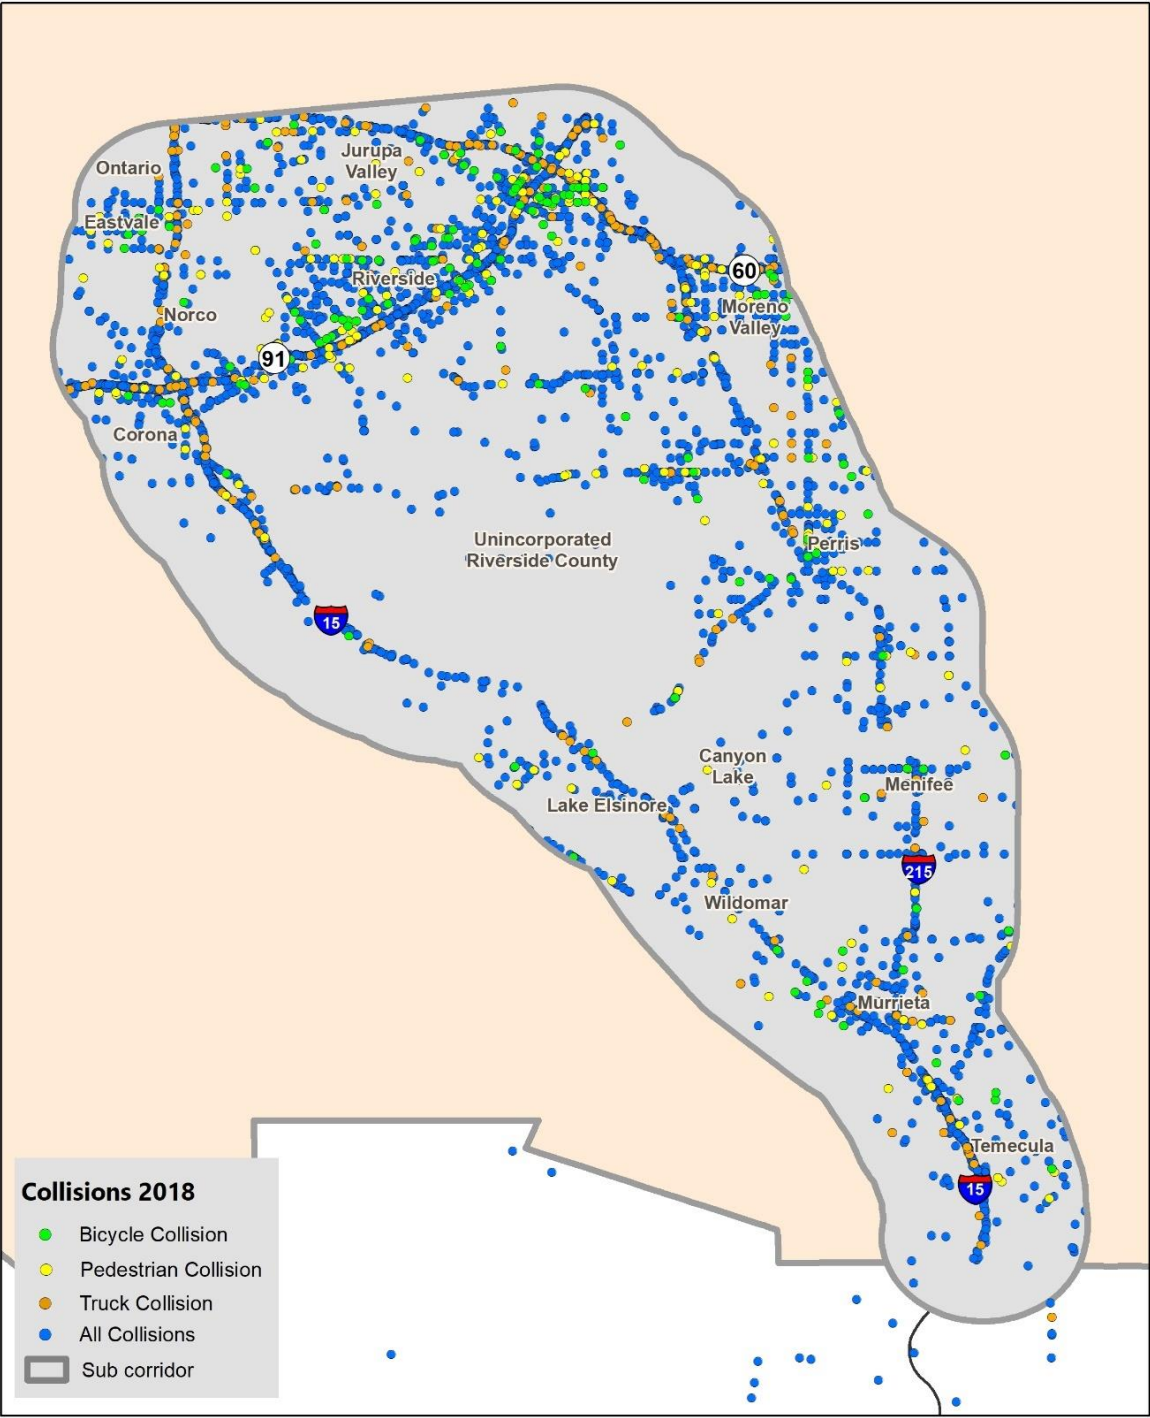 Ontario
Jurupa
Valley
Eastvale
Riverside
60
Norco
Moreno
Valley
91
Corona
Unincorporated
Riverside County
Perris
15
Canyon
Lake
Menifee
Lake Elsinore
215
Wildomar
Murrieta
Temecula
15
Collisions 2018
Bicycle Collision
Pedestrian Collision
Truck Collision
All Collisions
Sub corridor